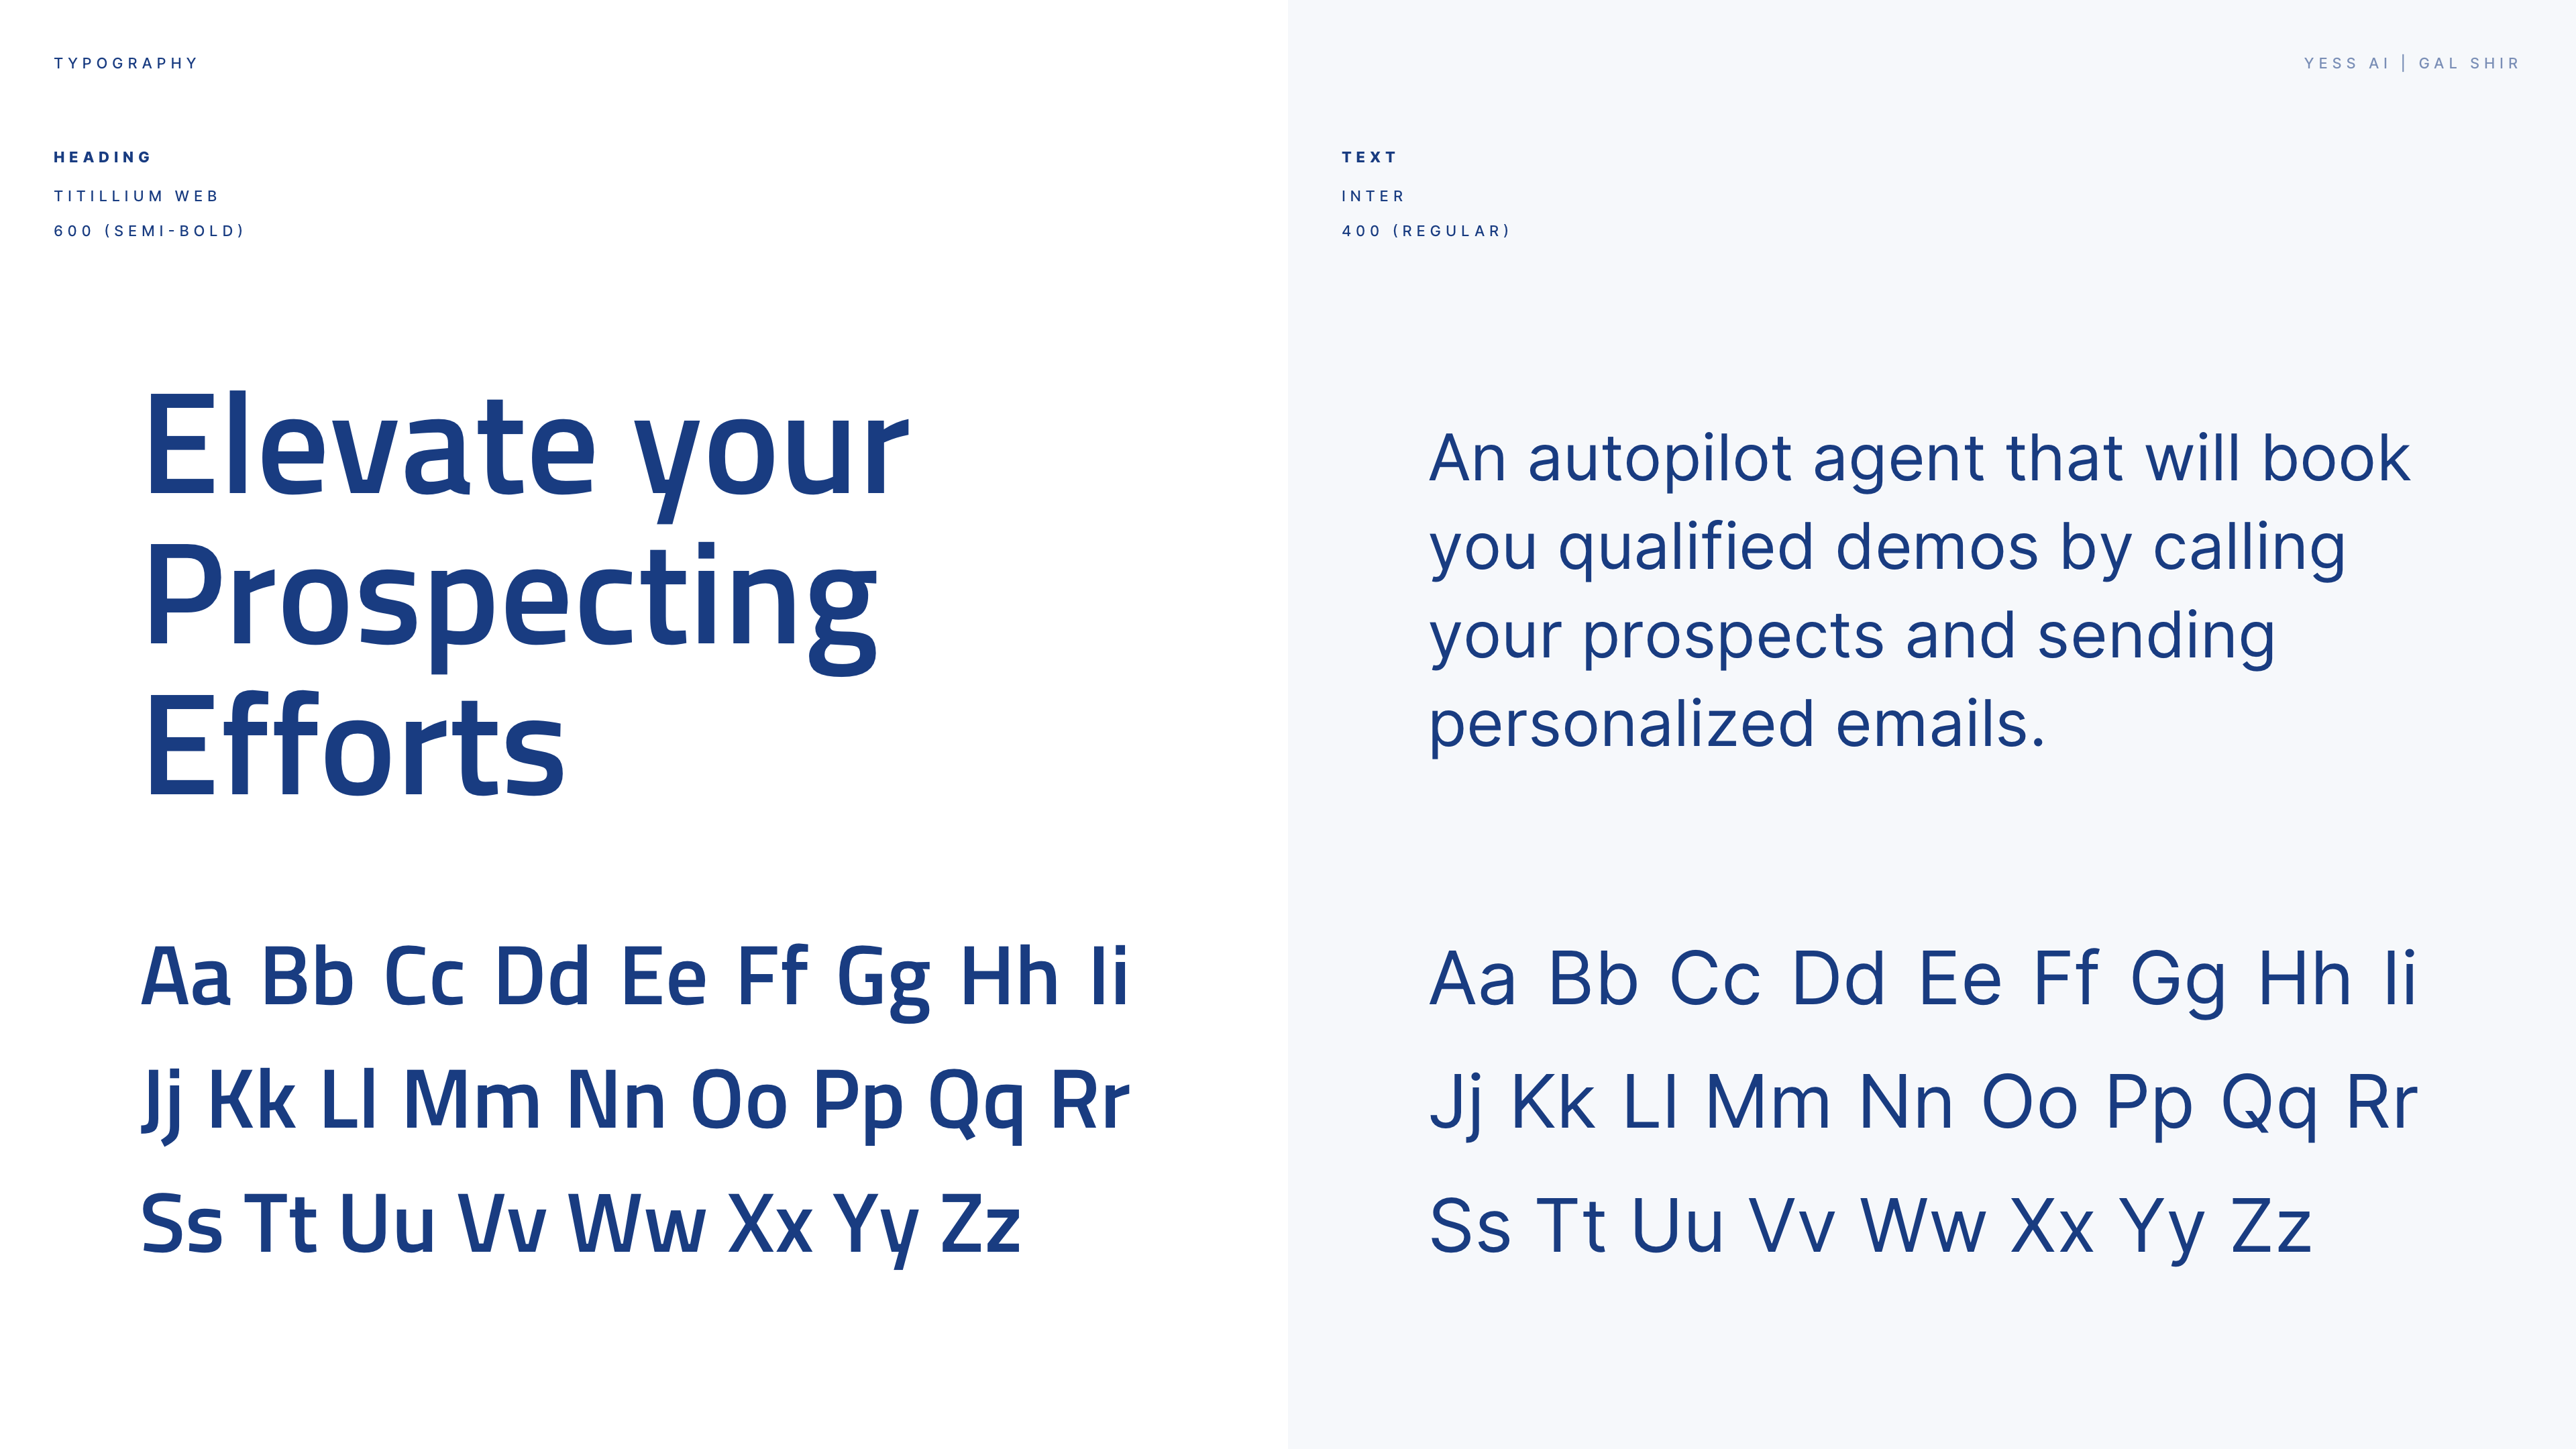 TYPOGRAPHY
YESS AI | GAL SHIR
HEADING
TITILLIUM WEB
600 (SEMI-BOLD)
Elevate your
Prospecting
Efforts
Aa Bb Cc Dd Ee Ff Gg Hh Ii
Jj Kk Ll Mm Nn Oo Pp Qq Rr
Ss Tt Uu Vv Ww Xx Yy Zz
TEXT
INTER
400 (REGULAR)
An autopilot agent that will book
you qualified demos by calling
your prospects and sending
personalized emails.
Aa Bb Cc Dd Ee Ff Gg Hh Ii
Jj Kk Ll Mm Nn Oo Pp Qq Rr
Ss Tt Uu Vv Ww Xx Yy Zz